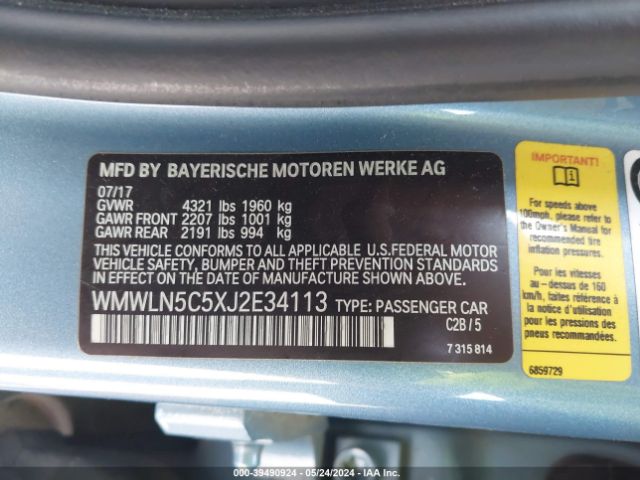 MFD BY BAYERISCHE MOTOREN WERKE AG
07/17
GVWR 4321 lbs 1960 kg
GAWR FRONT 2207 lbs 1001 kg
GAWR REAR 2191 lbs 994 kg
THIS VEHICLE CONFORMS TO ALL APPLICABLE U.S.FEDERAL MOTOR
VEHICLE SAFETY, BUMPER, AND THEFT PREVENTION STANDARDS
IN EFFECT ON THE DATE OF MANUFACTURE SHOWN ABOVE.
WMWLN5C5XJ2E34113 TYPE: PASSENGER CAR
C2B / 5
7 315 814
IMPORTANT!
For speeds above
100mph, please refer to
the Owner's Manual for
recommended tire
inflation pressures.
Pour les vitesses
au-dessus de 160
km/h, se référer à
la notice d'utilisation
pour les pressions des
pneus recommandées.
6859729
000-39490924 - 05/24/2024 - IAA Inc.